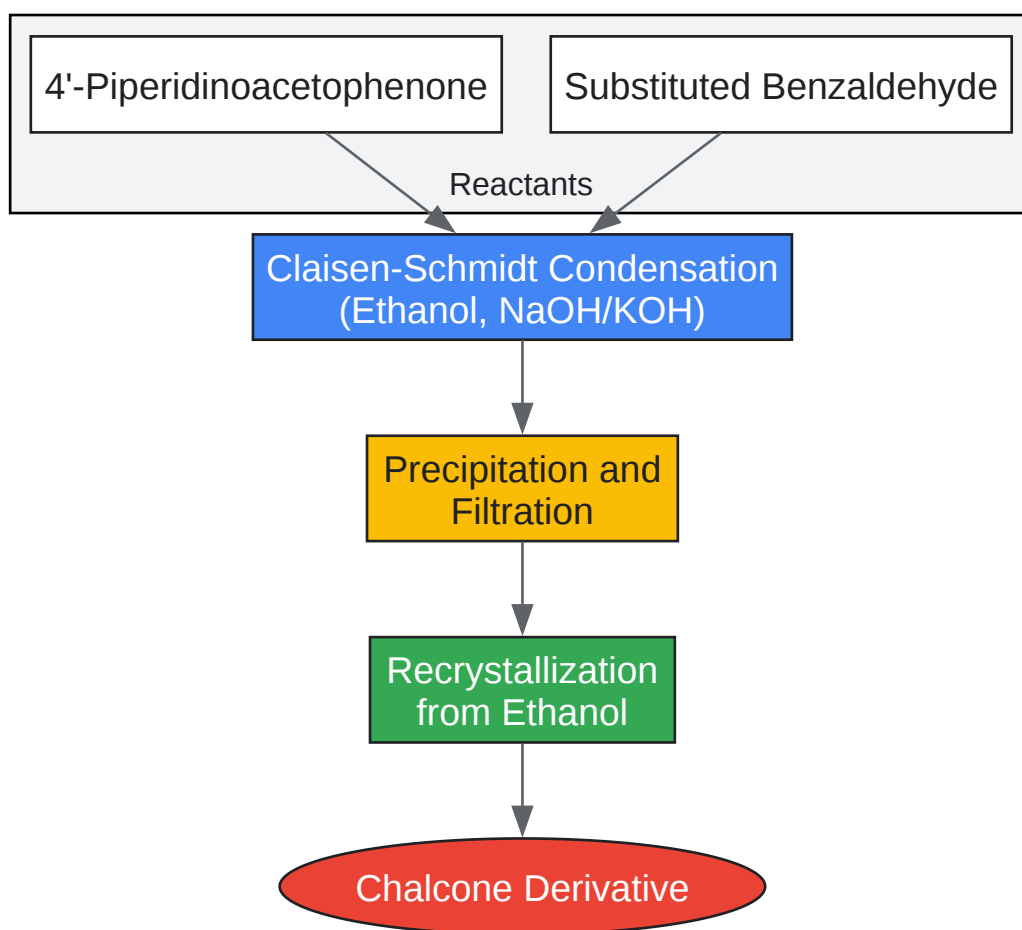 4'-Piperidinoacetophenone
Substituted Benzaldehyde
Reactants
Claisen-Schmidt Condensation
(Ethanol, NaOH/KOH)
Precipitation and
Filtration
Recrystallization
from Ethanol
Chalcone Derivative